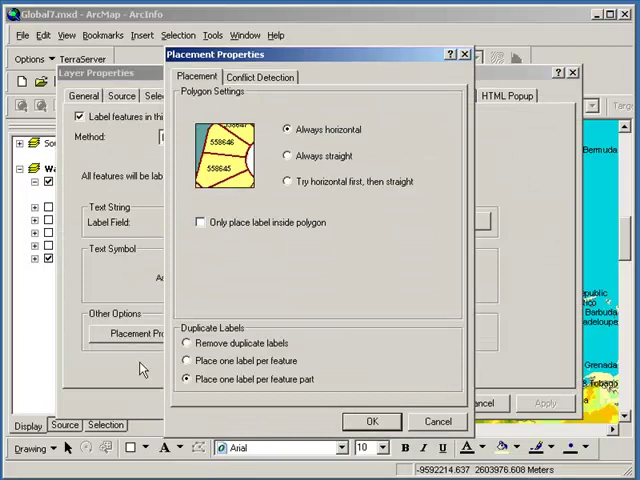 Global7.mxd - ArcMap - ArcInfo
File Edit View Bookmarks Insert Selection Tools Window Help
Options TerraServer
Placement Properties
Layer Properties
Placement Conflict Detection
General Source
HTML Popup
Polygon Settings
Label features in thi
Method:
558646
558645
Always horizontal
Always straight
Try horizontal first, then straight
Only place label inside polygon
All features will be lab
Text String
Label Field:
Text Symbol
Other Options
Placement Pro
Duplicate Labels
Remove duplicate labels
Place one label per feature
Place one label per feature part
OK Cancel
Apply
Bermuda
Barbuda
Grenada
Tobago
Display Source Selection
Drawing A Arial 10 B I U A
-9592214.637 2603976.608 Meters